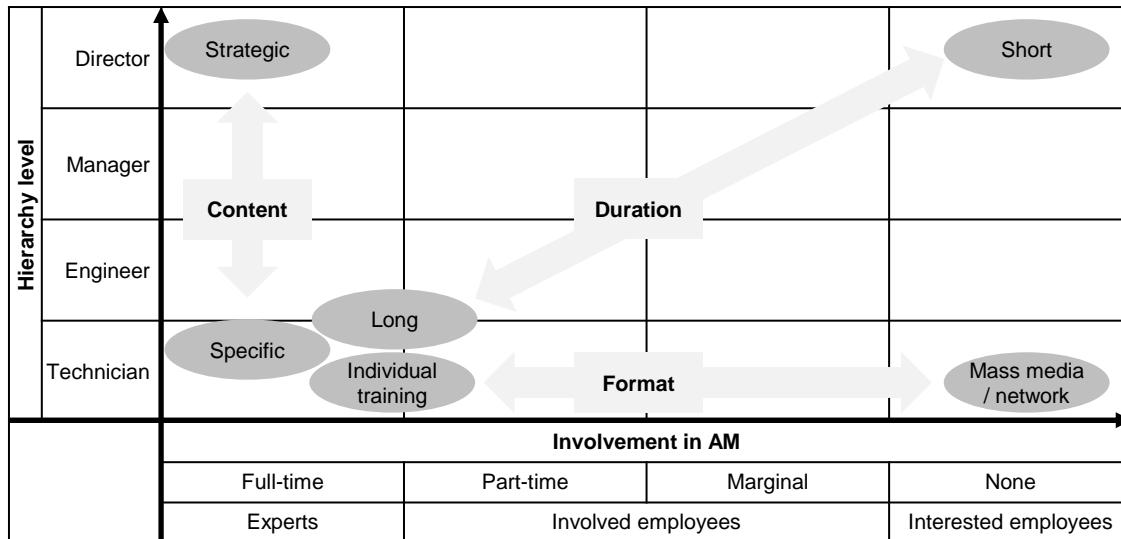 Hierarchy level
Director
Strategic
Short
Manager
Content
Duration
Engineer
Long
Technician
Specific
Individual
training
Format
Mass media
/ network
Involvement in AM
Full-time
Part-time
Marginal
None
Experts
Involved employees
Interested employees